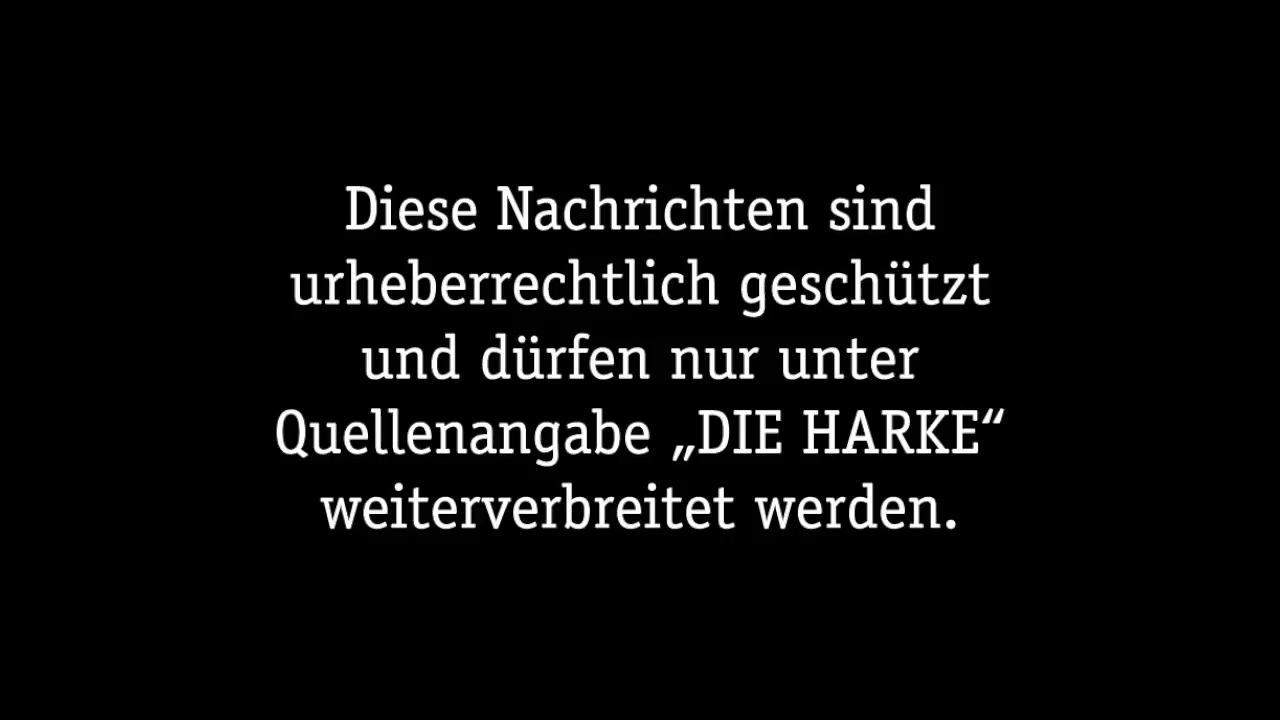 Diese Nachrichten sind
urheberrechtlich geschützt
und dürfen nur unter
Quellenangabe „DIE HARKE“
weiterverbreitet werden.